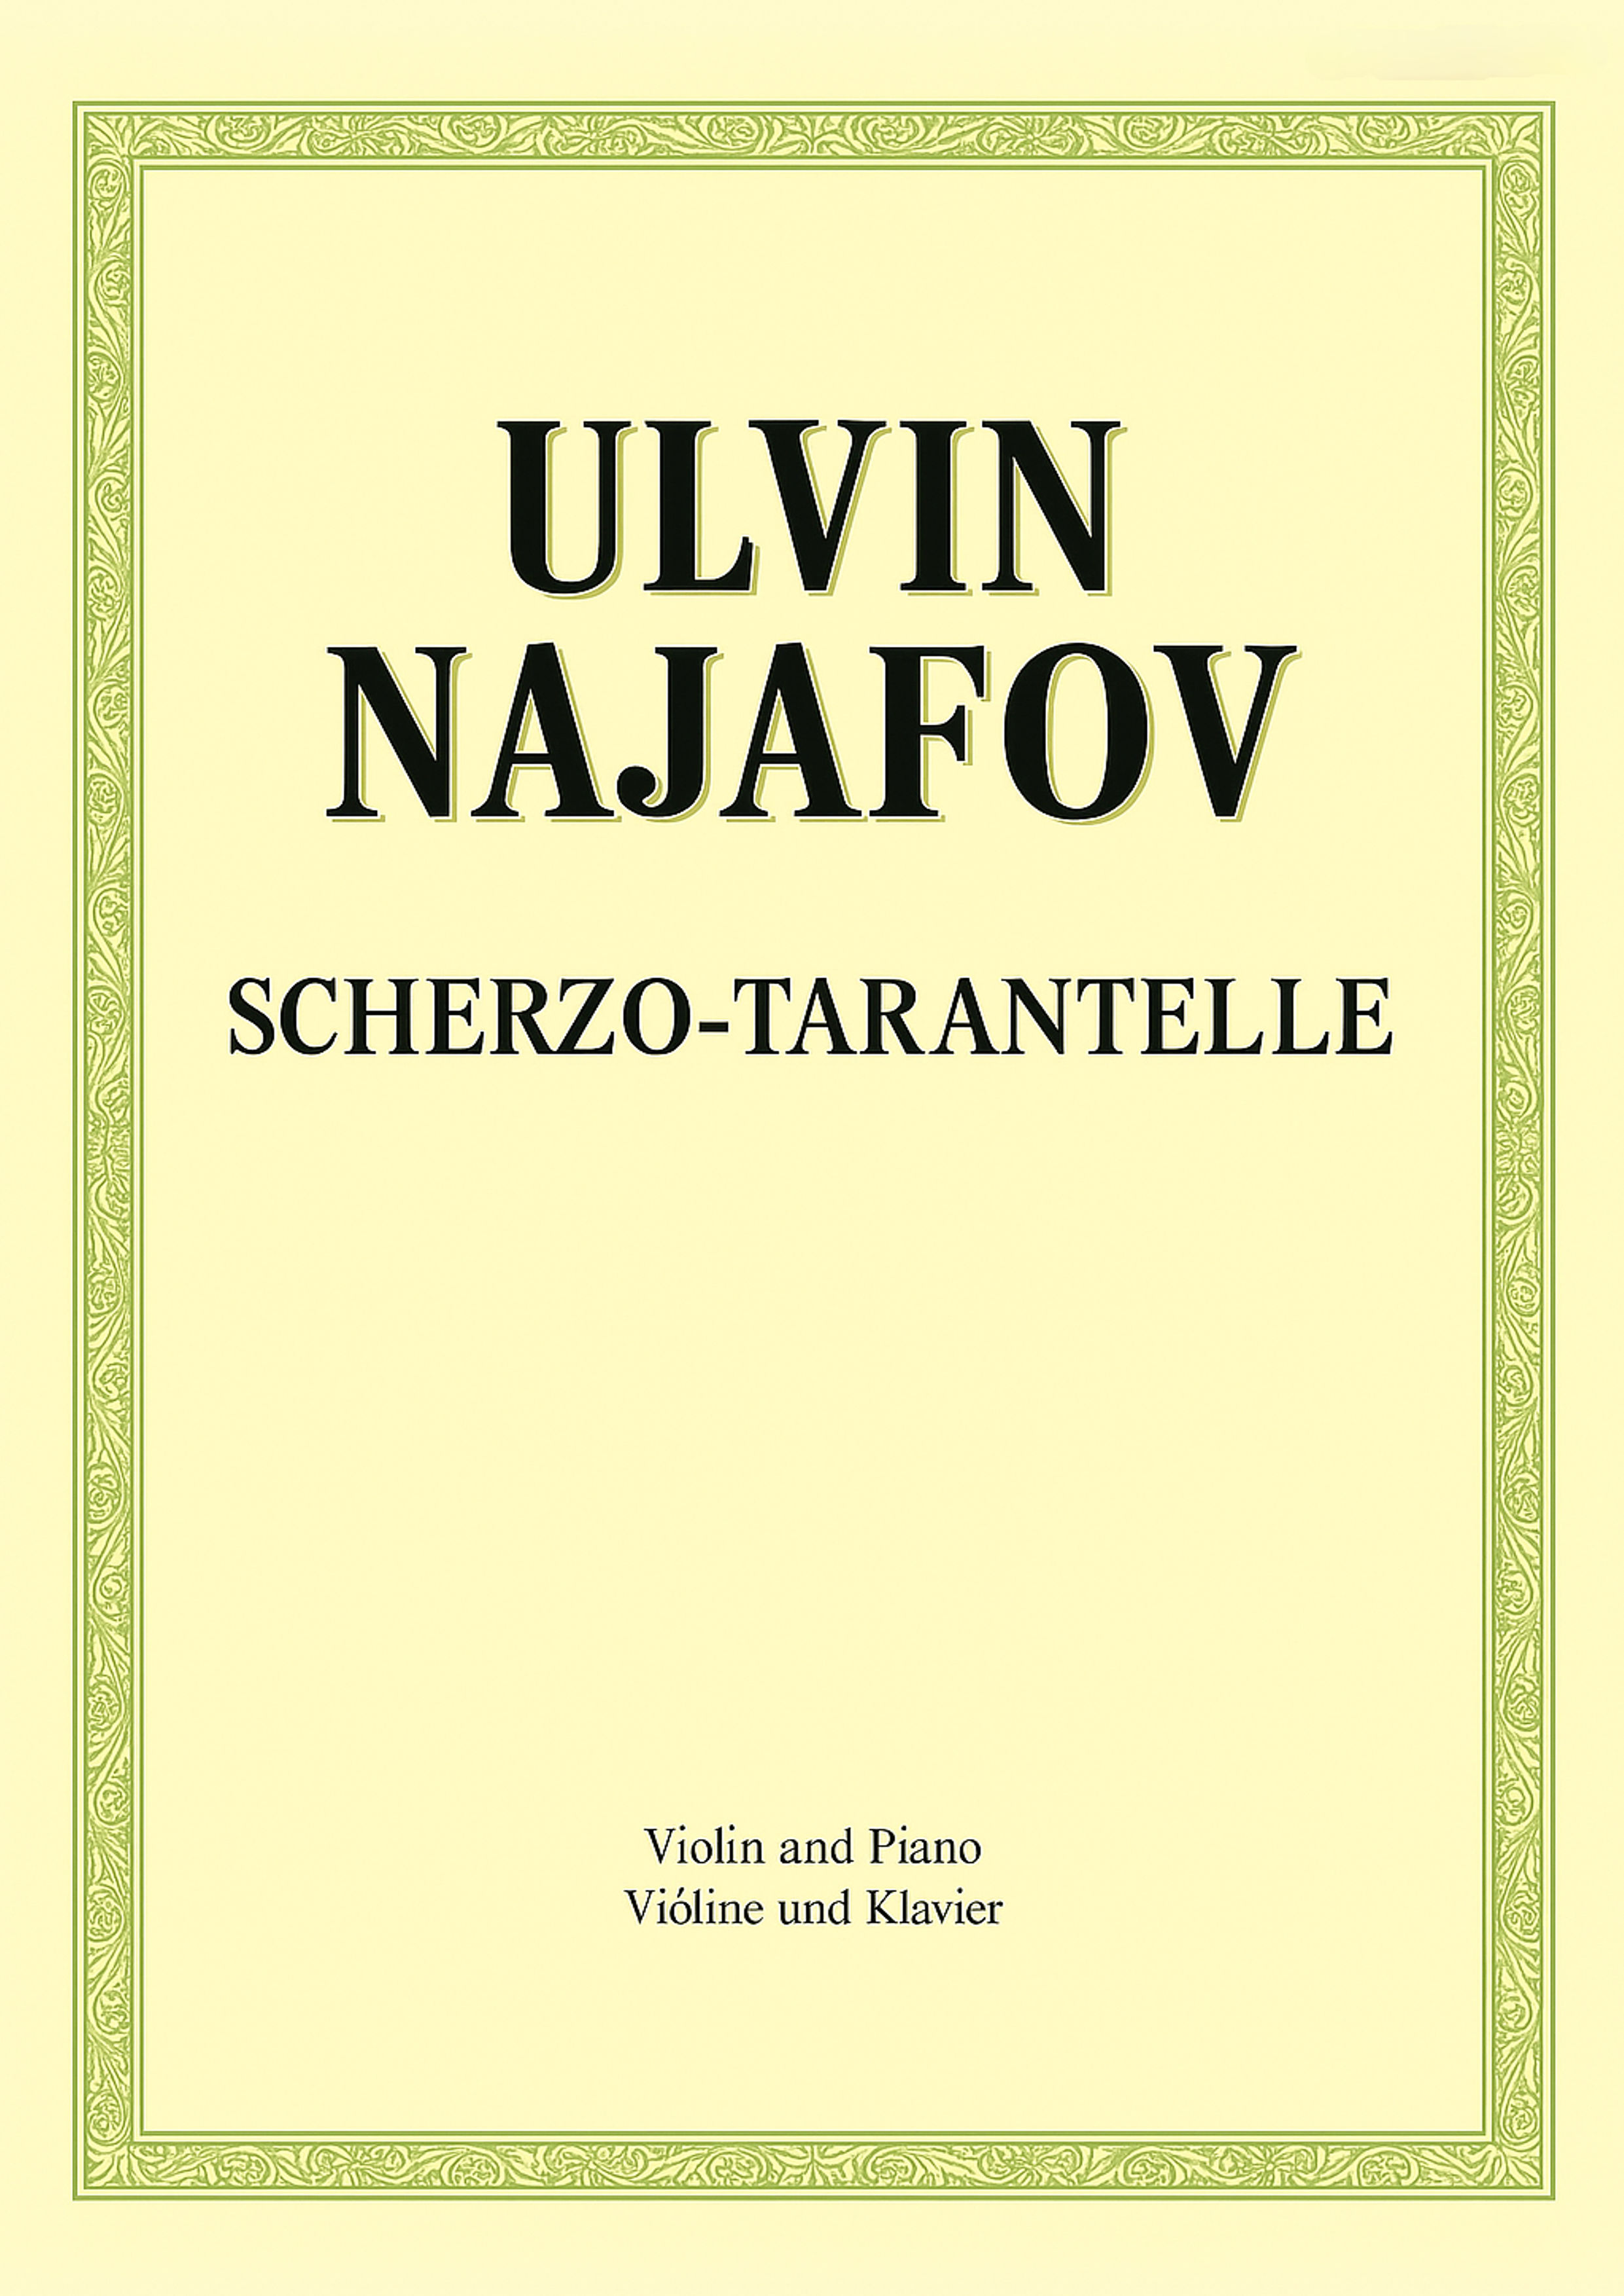 ULVIN
NAJAFOV
SCHERZO-TARANTELLE
Violin and Piano
Vióline und Klavier